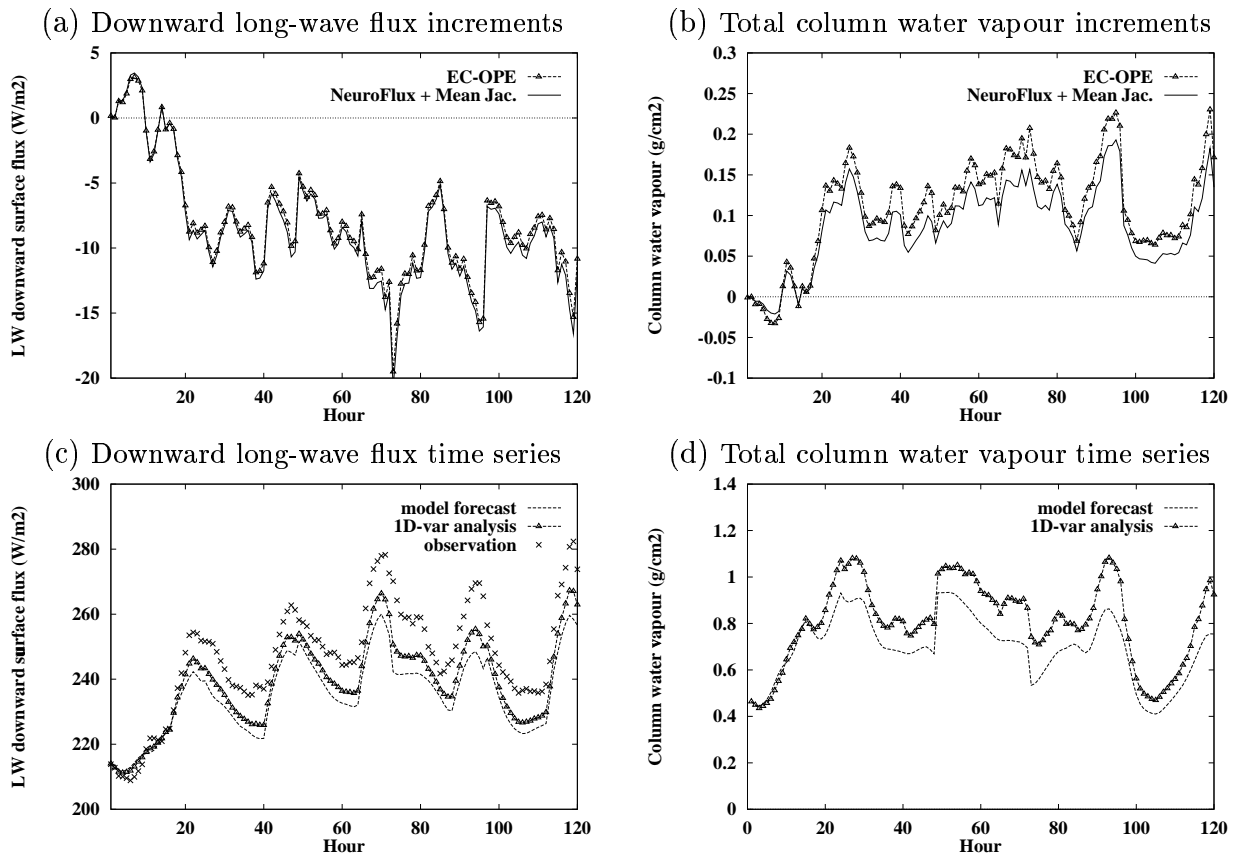 (a) Downward long-wave flux increments
LW downward surface flux (W/m2)
5
0
-5
-10
-15
-20
EC-OPE
NeuroFlux + Mean Jac.
20 40 60 80 100 120
Hour
(b) Total column water vapour increments
Column water vapour (g/cm2)
0.3
0.25
0.2
0.15
0.1
0.05
0
-0.05
-0.1
EC-OPE
NeuroFlux + Mean Jac.
20 40 60 80 100 120
Hour
(c) Downward long-wave flux time series
LW downward surface flux (W/m2)
300
280
260
240
220
200
model forecast
1D-var analysis
observation
20 40 60 80 100 120
Hour
(d) Total column water vapour time series
Column water vapour (g/cm2)
1.4
1.2
1
0.8
0.6
0.4
0.2
0
model forecast
1D-var analysis
0 20 40 60 80 100 120
Hour